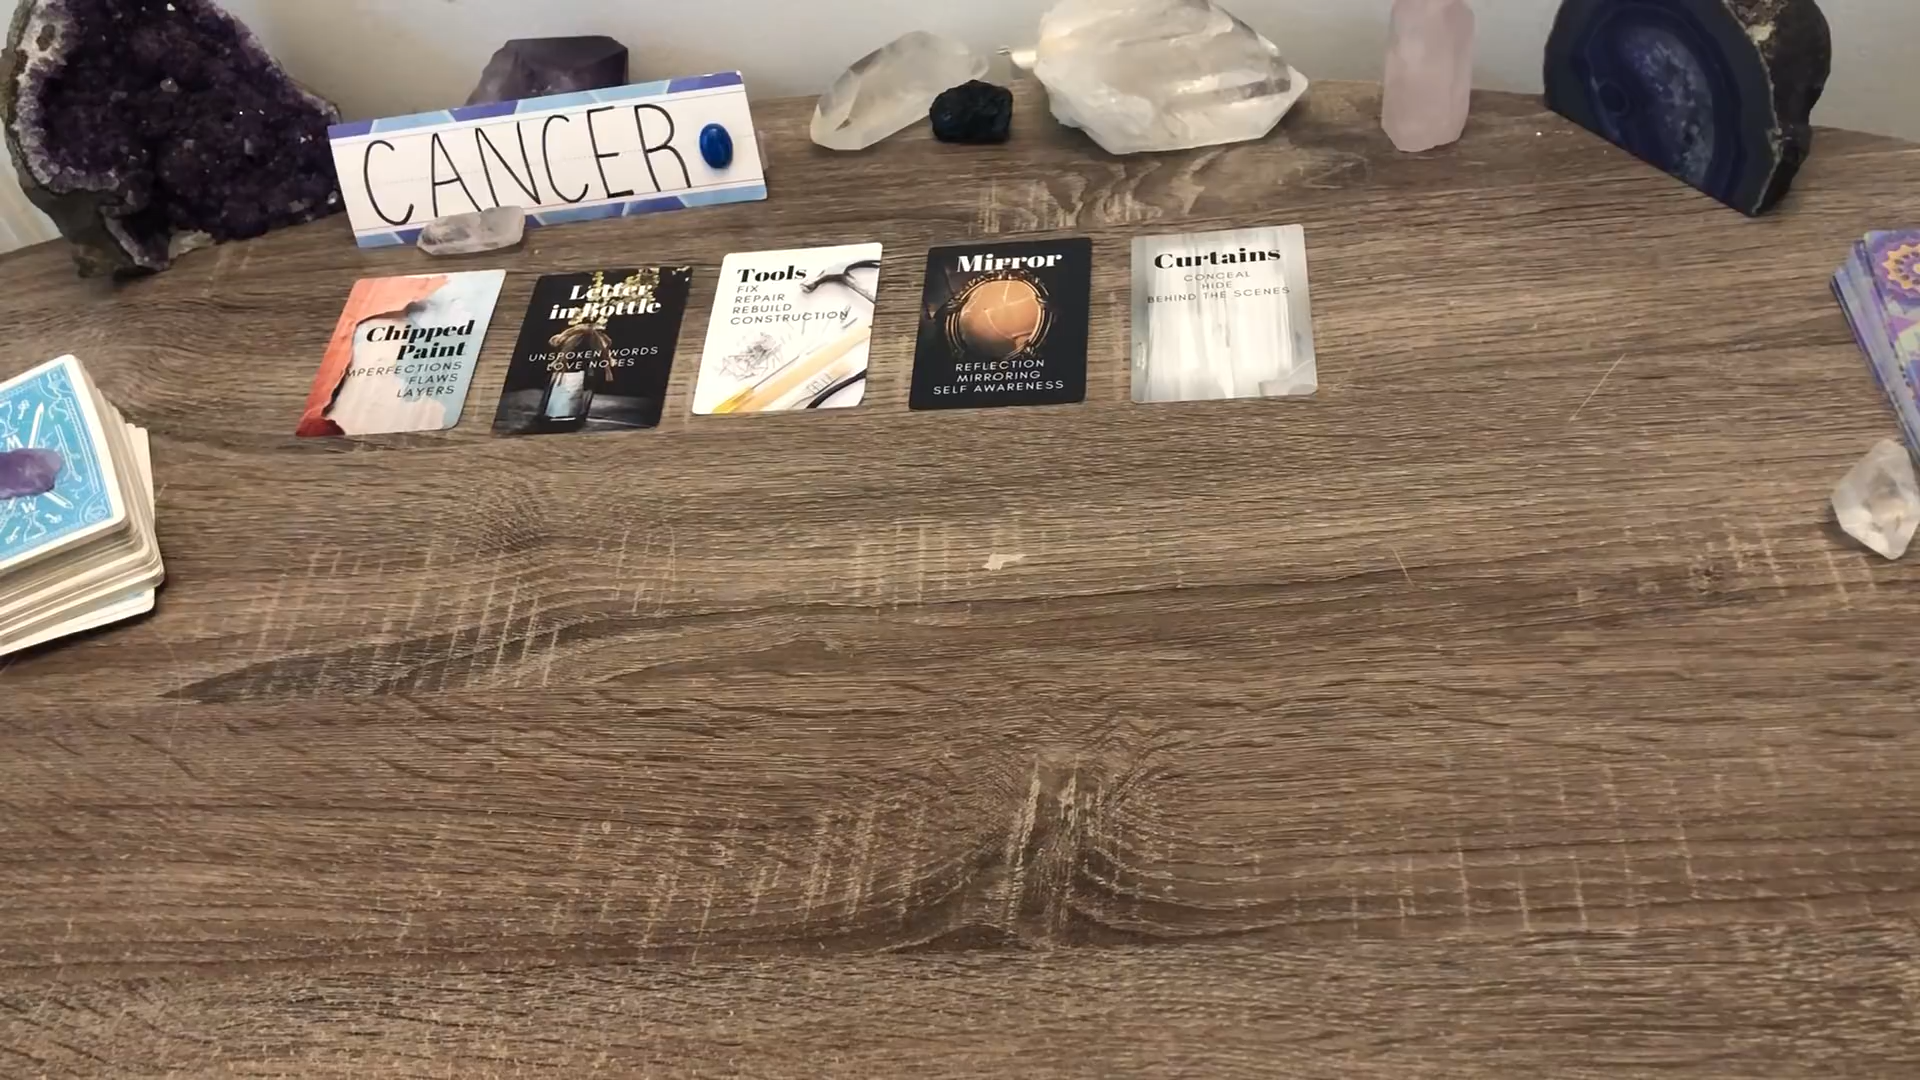 CANCER
Chipped
Paint
IMPERFECTIONS
FLAWS
LAYERS
Letter
in Bottle
UNSPOKEN WORDS
LOVE NOTES
Tools
FIX
REPAIR
REBUILD
CONSTRUCTION
Mirror
REFLECTION
MIRRORING
SELF AWARENESS
Curtains
CONCEAL
HIDE
BEHIND THE SCENES
W
M